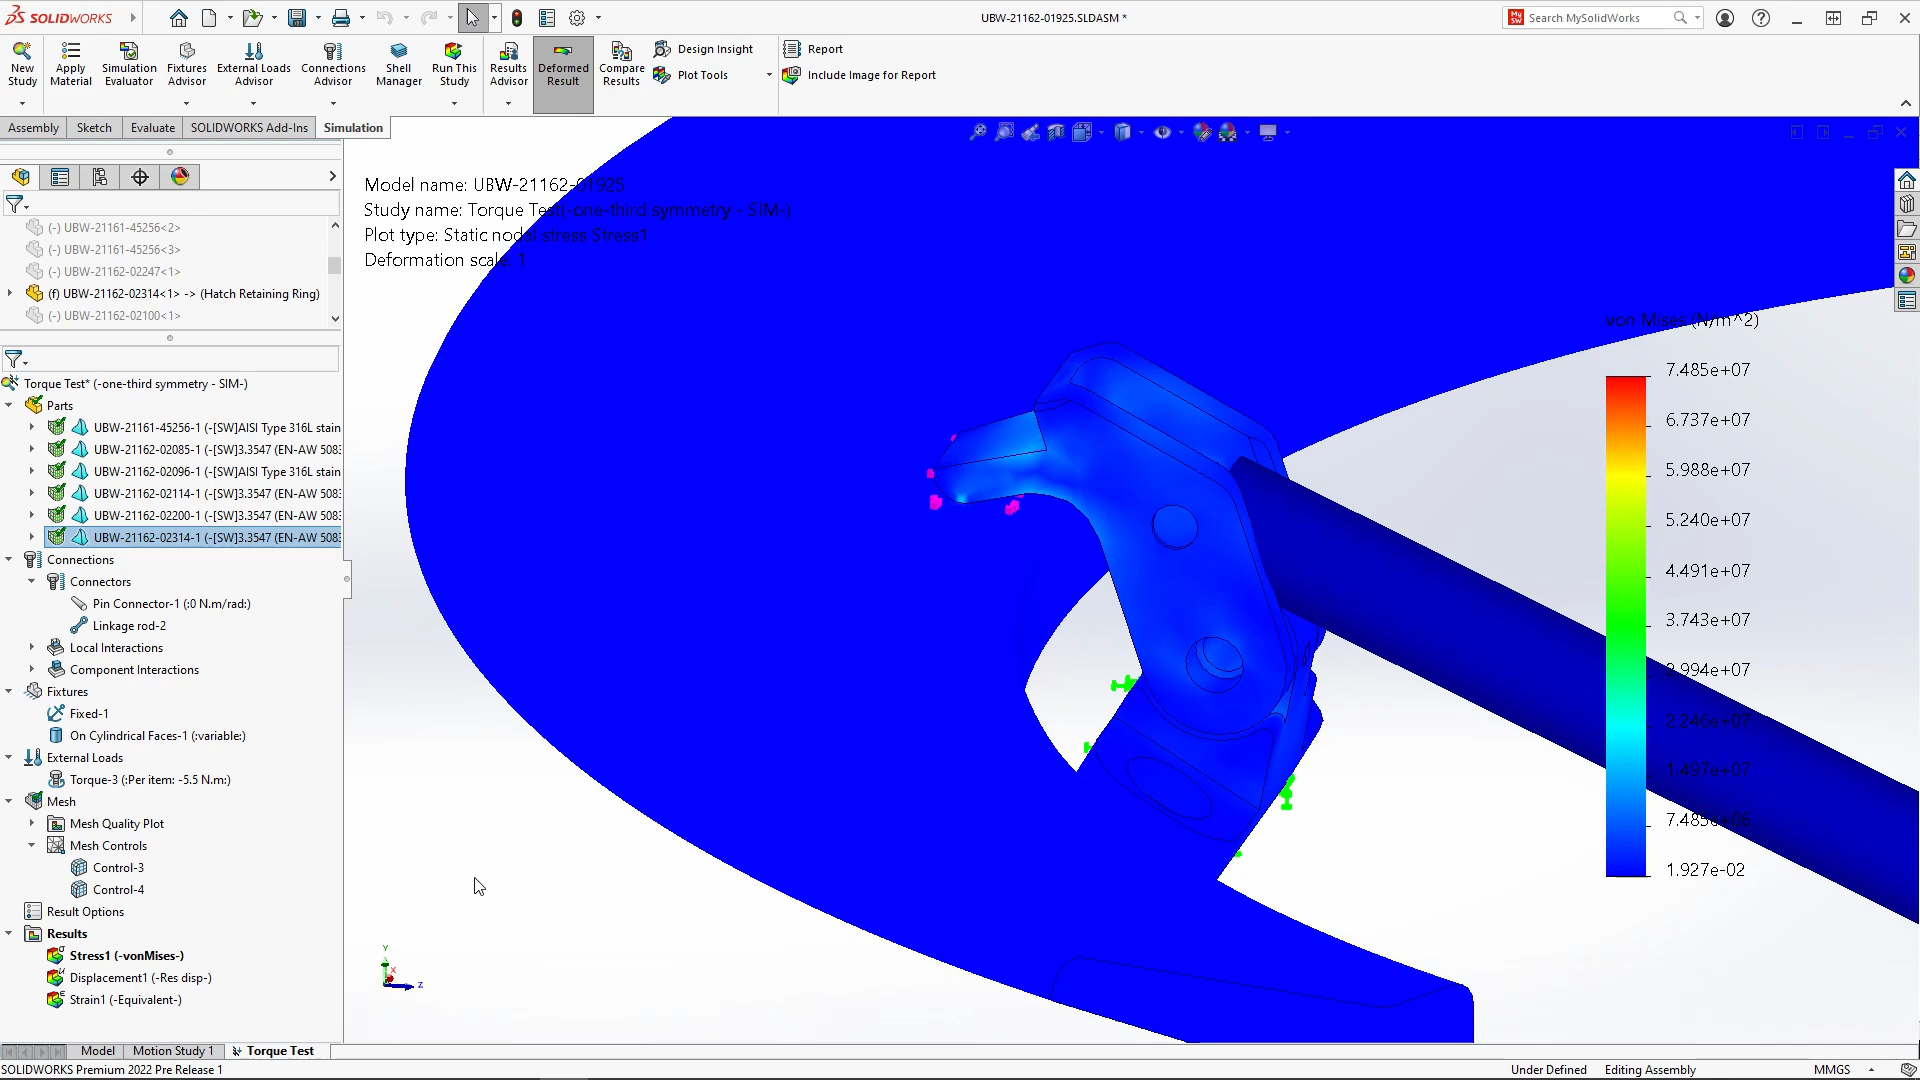 SOLIDWORKS
UBW-21162-01925.SLDASM *
Search MySolidWorks
New Study
Apply Material
Simulation Evaluator
Fixtures Advisor
External Loads Advisor
Connections Advisor
Shell Manager
Run This Study
Results Advisor
Deformed Result
Compare Results
Design Insight
Plot Tools
Report
Include Image for Report
Assembly
Sketch
Evaluate
SOLIDWORKS Add-Ins
Simulation
(-) UBW-21161-45256<2>
(-) UBW-21161-45256<3>
(-) UBW-21162-02247<1>
(f) UBW-21162-02314<1> -> (Hatch Retaining Ring)
(-) UBW-21162-02100<1>
Torque Test* (-one-third symmetry - SIM-)
Parts
UBW-21161-45256-1 (-[SW]AISI Type 316L stain
UBW-21162-02085-1 (-[SW]3.3547 (EN-AW 5083
UBW-21162-02096-1 (-[SW]AISI Type 316L stain
UBW-21162-02114-1 (-[SW]3.3547 (EN-AW 5083
UBW-21162-02200-1 (-[SW]3.3547 (EN-AW 5083
UBW-21162-02314-1 (-[SW]3.3547 (EN-AW 5083
Connections
Connectors
Pin Connector-1 (:0 N.m/rad:)
Linkage rod-2
Local Interactions
Component Interactions
Fixtures
Fixed-1
On Cylindrical Faces-1 (:variable:)
External Loads
Torque-3 (:Per item: -5.5 N.m:)
Mesh
Mesh Quality Plot
Mesh Controls
Control-3
Control-4
Result Options
Results
Stress1 (-vonMises-)
Displacement1 (-Res disp-)
Strain1 (-Equivalent-)
Model name: UBW-21162-01925
Study name: Torque Test(-one-third symmetry - SIM-)
Plot type: Static nodal stress Stress1
Deformation scale: 1
von Mises (N/m^2)
7.485e+07
6.737e+07
5.988e+07
5.240e+07
4.491e+07
3.743e+07
2.994e+07
2.246e+07
1.497e+07
7.485e+06
1.927e-02
Y
X
Z
Model
Motion Study 1
Torque Test
SOLIDWORKS Premium 2022 Pre Release 1
Under Defined
Editing Assembly
MMGS